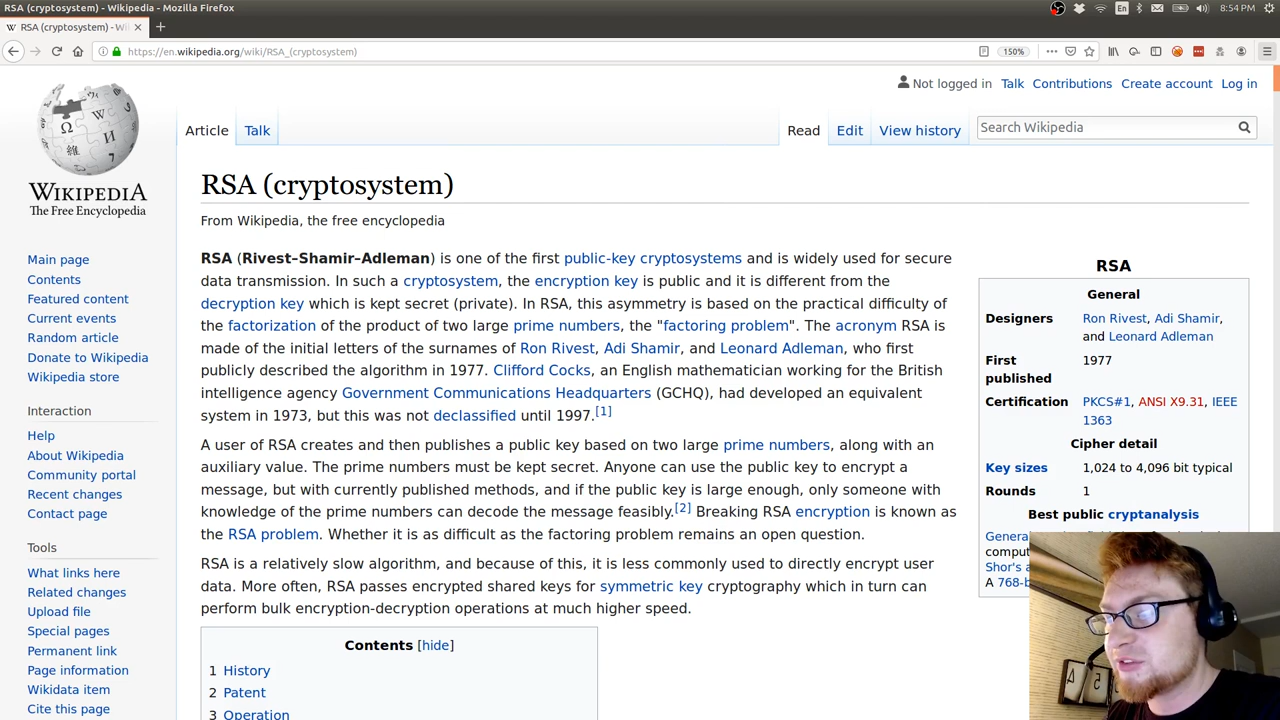 RSA (cryptosystem) - Wikipedia - Mozilla Firefox
En
8:54 PM
W RSA (cryptosystem) - Wi
https://en.wikipedia.org/wiki/RSA_(cryptosystem)
150%
Not logged in Talk Contributions Create account Log in
Article Talk
Read Edit View history
Search Wikipedia
WIKIPEDIA
The Free Encyclopedia
Main page
Contents
Featured content
Current events
Random article
Donate to Wikipedia
Wikipedia store
Interaction
Help
About Wikipedia
Community portal
Recent changes
Contact page
Tools
What links here
Related changes
Upload file
Special pages
Permanent link
Page information
Wikidata item
Cite this page
RSA (cryptosystem)
From Wikipedia, the free encyclopedia
RSA (Rivest–Shamir–Adleman) is one of the first public-key cryptosystems and is widely used for secure
data transmission. In such a cryptosystem, the encryption key is public and it is different from the
decryption key which is kept secret (private). In RSA, this asymmetry is based on the practical difficulty of
the factorization of the product of two large prime numbers, the "factoring problem". The acronym RSA is
made of the initial letters of the surnames of Ron Rivest, Adi Shamir, and Leonard Adleman, who first
publicly described the algorithm in 1977. Clifford Cocks, an English mathematician working for the British
intelligence agency Government Communications Headquarters (GCHQ), had developed an equivalent
system in 1973, but this was not declassified until 1997.[1]
A user of RSA creates and then publishes a public key based on two large prime numbers, along with an
auxiliary value. The prime numbers must be kept secret. Anyone can use the public key to encrypt a
message, but with currently published methods, and if the public key is large enough, only someone with
knowledge of the prime numbers can decode the message feasibly.[2] Breaking RSA encryption is known as
the RSA problem. Whether it is as difficult as the factoring problem remains an open question.
RSA is a relatively slow algorithm, and because of this, it is less commonly used to directly encrypt user
data. More often, RSA passes encrypted shared keys for symmetric key cryptography which in turn can
perform bulk encryption-decryption operations at much higher speed.
Contents [hide]
1 History
2 Patent
3 Operation
RSA
General
Designers Ron Rivest, Adi Shamir,
and Leonard Adleman
First 1977
published
Certification PKCS#1, ANSI X9.31, IEEE
1363
Cipher detail
Key sizes 1,024 to 4,096 bit typical
Rounds 1
Best public cryptanalysis
General
comput
Shor's a
A 768-b